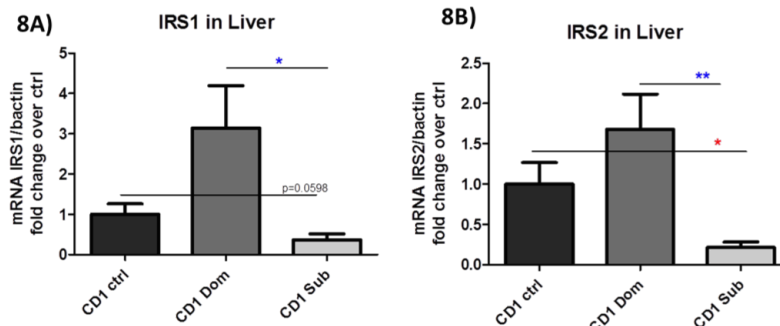 8A)
IRS1 in Liver
mRNA IRS1/bactin
fold change over ctrl
5
4
3
2
1
0
*
p=0.0598
CD1 ctrl
CD1 Dom
CD1 Sub
8B)
IRS2 in Liver
mRNA IRS2/bactin
fold change over ctrl
2.5
2.0
1.5
1.0
0.5
0.0
**
*
CD1 ctrl
CD1 Dom
CD1 Sub